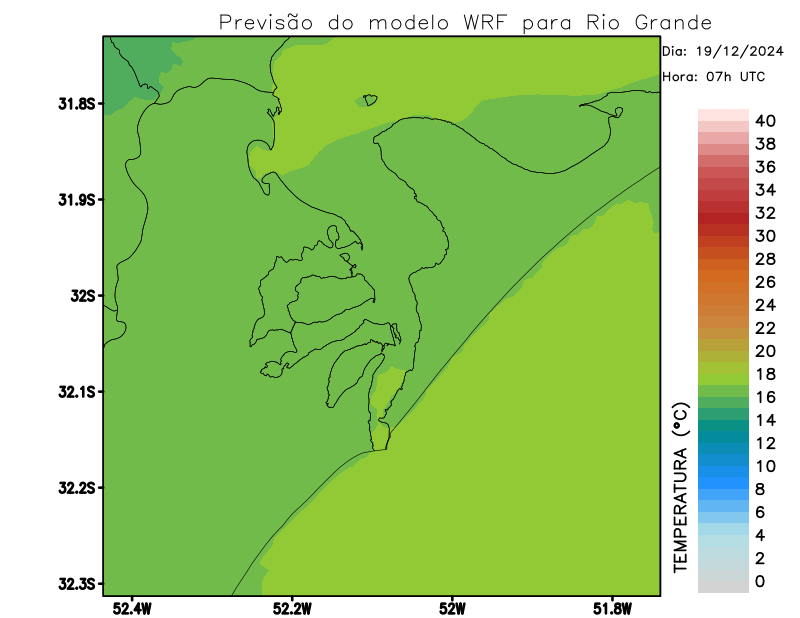 Previsão do modelo WRF para Rio Grande
Dia: 19/12/2024
Hora: 07h UTC
31.8S
31.9S
32S
32.1S
32.2S
32.3S
52.4W
52.2W
52W
51.8W
TEMPERATURA (°C)
40
38
36
34
32
30
28
26
24
22
20
18
16
14
12
10
8
6
4
2
0